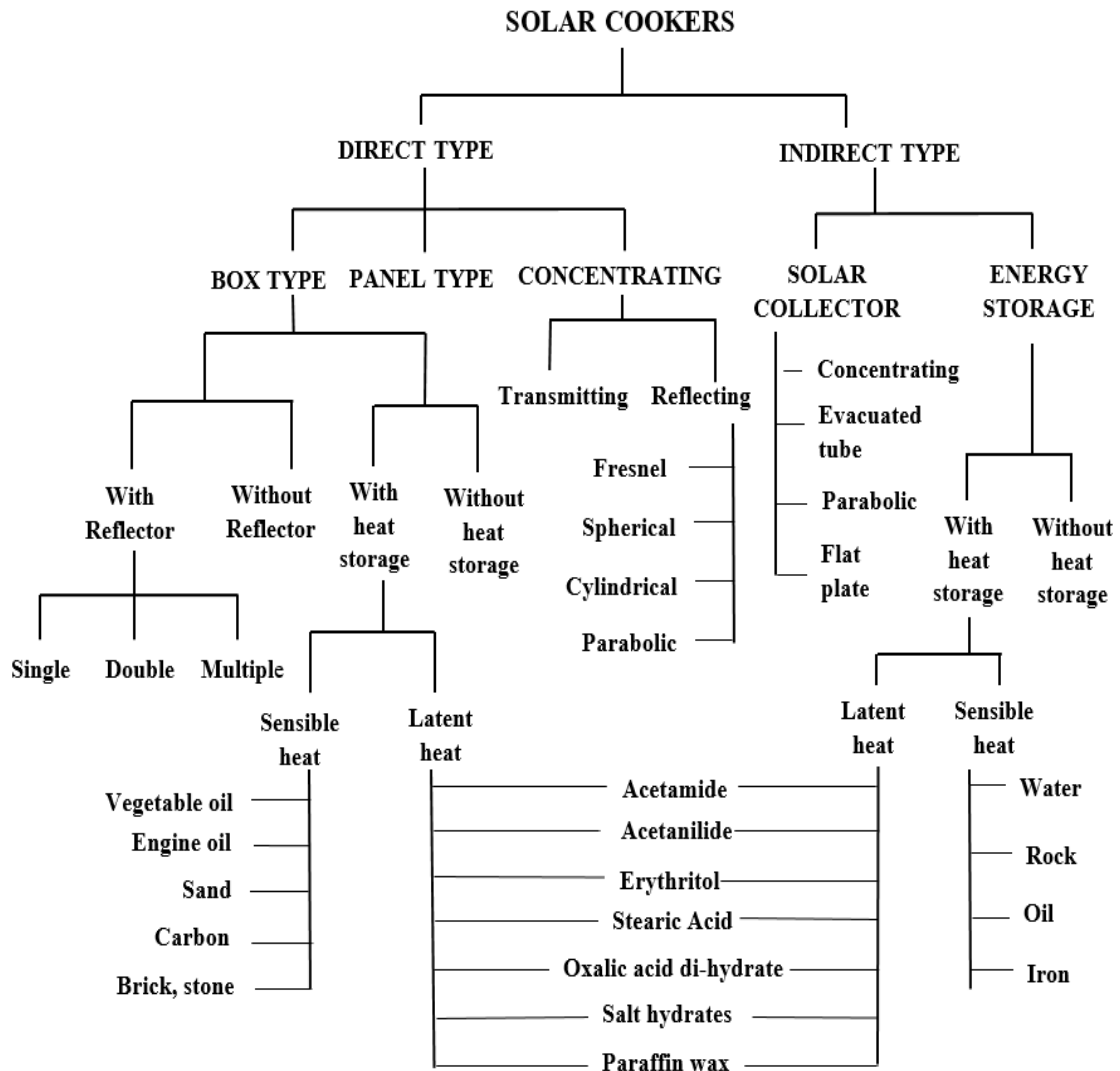 SOLAR COOKERS
DIRECT TYPE
INDIRECT TYPE
BOX TYPE
PANEL TYPE
CONCENTRATING
SOLAR
COLLECTOR
ENERGY
STORAGE
Transmitting
Reflecting
Concentrating
Evacuated
tube
Parabolic
Flat
plate
With
Reflector
Without
Reflector
With
heat
storage
Without
heat
storage
Fresnel
Spherical
Cylindrical
Parabolic
With
heat
storage
Without
heat
storage
Single
Double
Multiple
Sensible
heat
Latent
heat
Latent
heat
Sensible
heat
Vegetable oil
Engine oil
Sand
Carbon
Brick, stone
Acetamide
Acetanilide
Erythritol
Stearic Acid
Oxalic acid di-hydrate
Salt hydrates
Paraffin wax
Water
Rock
Oil
Iron